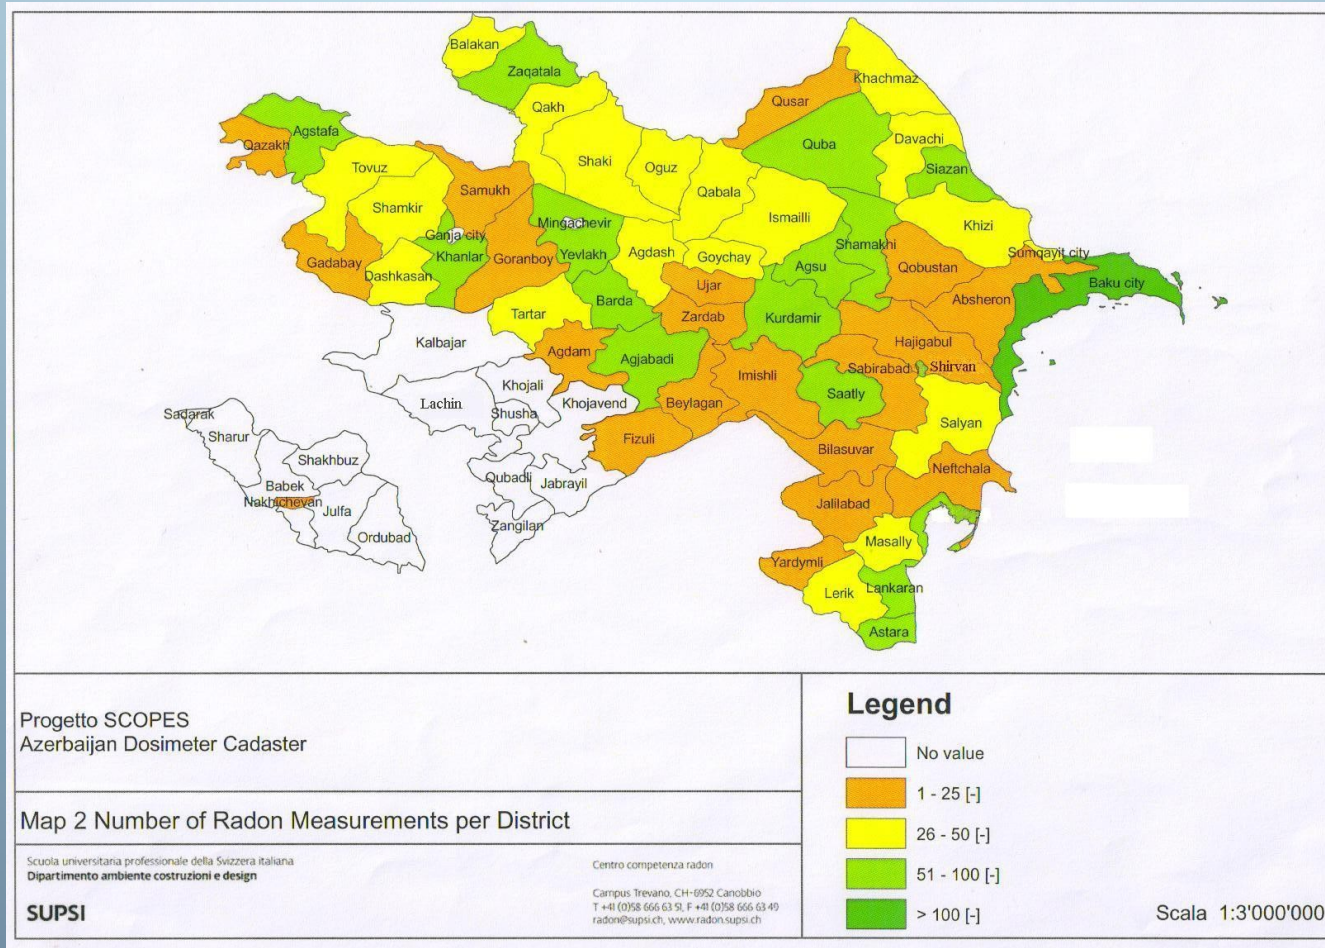 Balakan
Zaqatala
Khachmaz
Qusar
Qakh
Agstafa
Qazakh
Davachi
Quba
Shaki
Oguz
Siazan
Tovuz
Samukh
Qabala
Shamkir
Ismailli
Mingachevir
Khizi
Ganja city
Shamakhi
Agdash
Goychay
Khanlar
Goranboy
Yevlakh
Sumqayit city
Gadabay
Dashkasan
Agsu
Qobustan
Baku city
Ujar
Barda
Absheron
Tartar
Zardab
Kurdamir
Kalbajar
Hajigabul
Agdam
Agjabadi
Sabirabad
Shirvan
Imishli
Khojali
Lachin
Khojavend
Beylagan
Saatly
Sadarak
Shusha
Salyan
Sharur
Fizuli
Bilasuvar
Shakhbuz
Neftchala
Qubadli
Jabrayil
Babek
Nakhichevan
Jalilabad
Julfa
Zangilan
Ordubad
Masally
Yardymli
Lankaran
Lerik
Astara
Progetto SCOPES
Azerbaijan Dosimeter Cadaster
Map 2 Number of Radon Measurements per District
Scuola universitaria professionale della Svizzera italiana
Dipartimento ambiente costruzioni e design
SUPSI
Centro competenza radon
Campus Trevano, CH-6952 Canobbio
T +41 (0)58 666 63 51, F +41 (0)58 666 63 49
radon@supsi.ch, www.radon.supsi.ch
Legend
No value
1 - 25 [-]
26 - 50 [-]
51 - 100 [-]
> 100 [-]
Scala 1:3'000'000